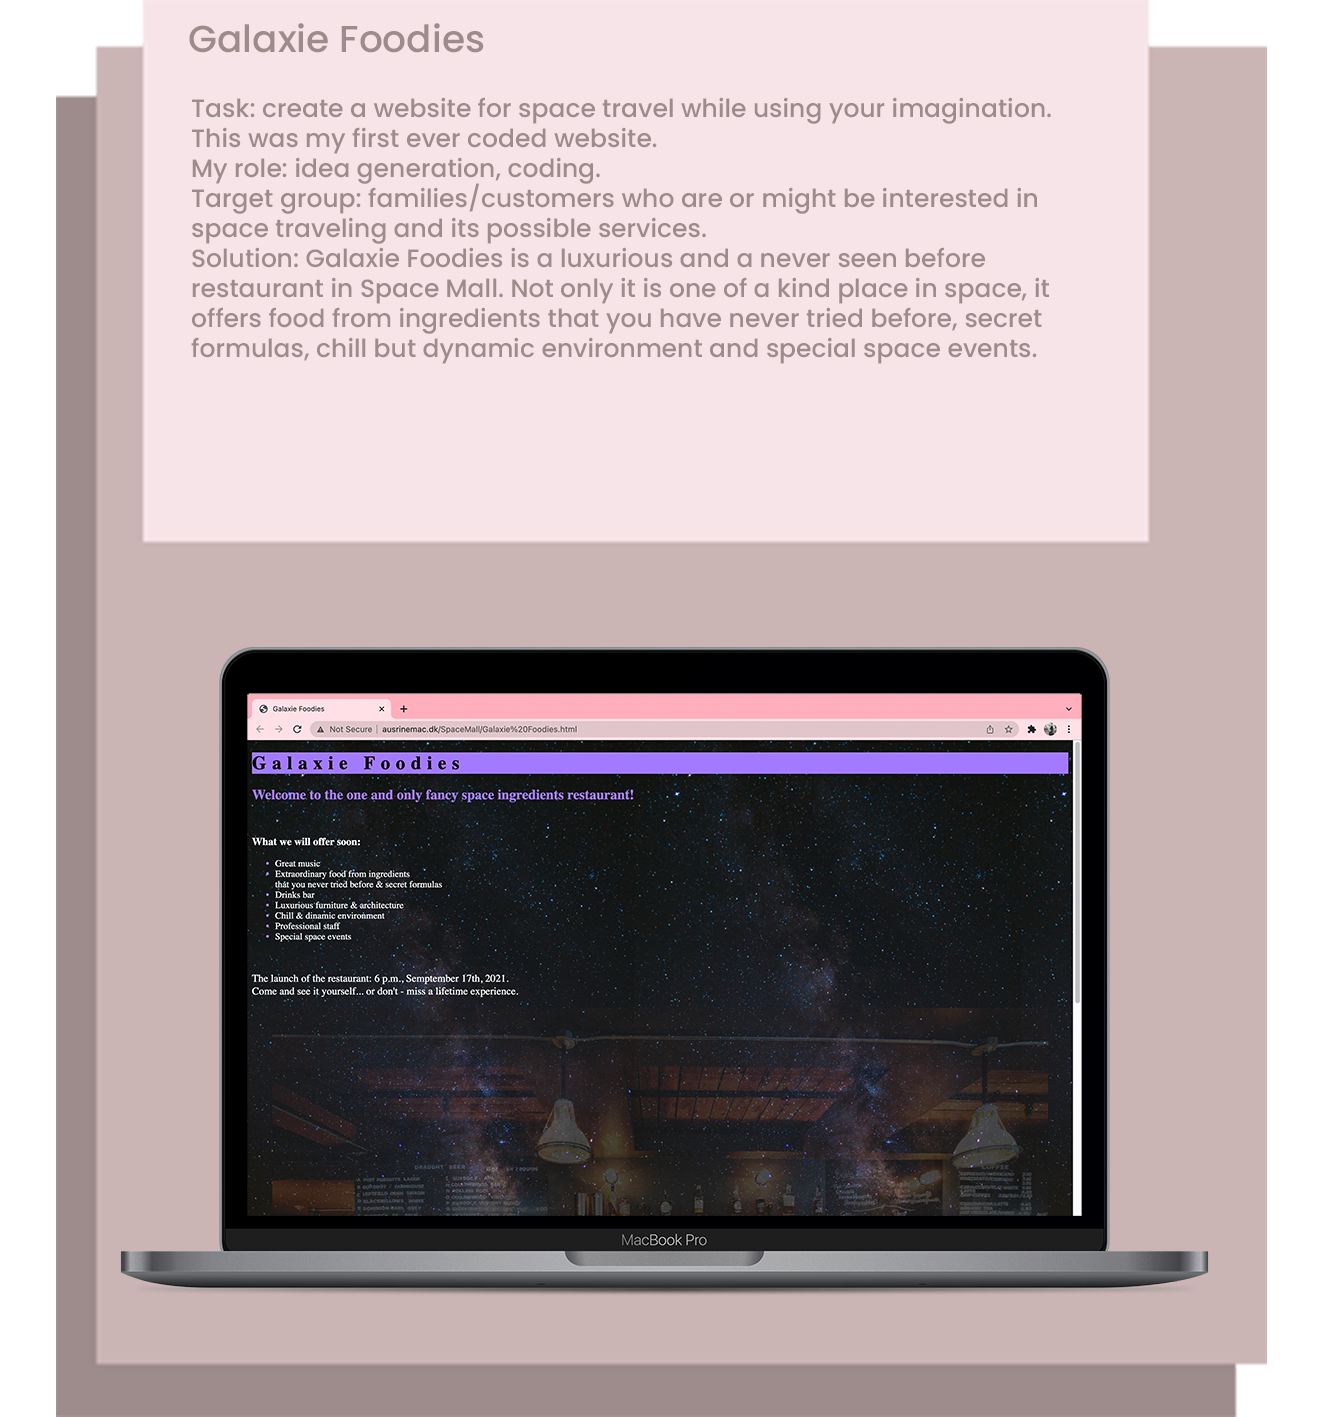 Galaxie Foodies
Task: create a website for space travel while using your imagination.
This was my first ever coded website.
My role: idea generation, coding.
Target group: families/customers who are or might be interested in
space traveling and its possible services.
Solution: Galaxie Foodies is a luxurious and a never seen before
restaurant in Space Mall. Not only it is one of a kind place in space, it
offers food from ingredients that you have never tried before, secret
formulas, chill but dynamic environment and special space events.
Galaxie Foodies
Not Secure | ausrinemac.dk/SpaceMall/Galaxie%20Foodies.html
Galaxie Foodies
Welcome to the one and only fancy space ingredients restaurant!
What we will offer soon:
Great music
Extraordinary food from ingredients
that you never tried before & secret formulas
Drinks bar
Luxurious furniture & architecture
Chill & dinamic environment
Professional staff
Special space events
The launch of the restaurant: 6 p.m., Semptember 17th, 2021.
Come and see it yourself... or don't - miss a lifetime experience.
DRAUGHT BEER
COFFEE
MacBook Pro